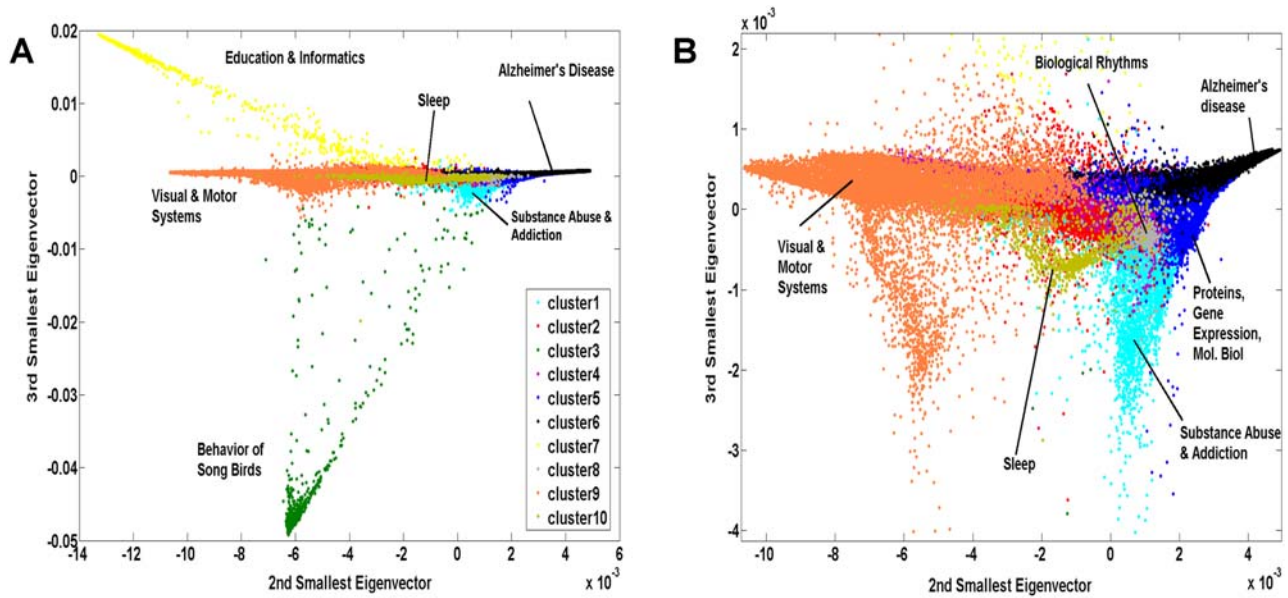 A
0.02
0.01
0
-0.01
-0.02
-0.03
-0.04
-0.05
3rd Smallest Eigenvector
Education & Informatics
Alzheimer's Disease
Sleep
Visual & Motor
Systems
Substance Abuse &
Addiction
Behavior of
Song Birds
cluster1
cluster2
cluster3
cluster4
cluster5
cluster6
cluster7
cluster8
cluster9
cluster10
-14 -12 -10 -8 -6 -4 -2 0 2 4 6
x 10⁻³
2nd Smallest Eigenvector
B
x 10⁻³
2
1
0
-1
-2
-3
-4
3rd Smallest Eigenvector
Biological Rhythms
Alzheimer's
disease
Visual &
Motor
Systems
Proteins,
Gene
Expression,
Mol. Biol
Substance Abuse
& Addiction
Sleep
-10 -8 -6 -4 -2 0 2 4
2nd Smallest Eigenvector
x 10⁻³